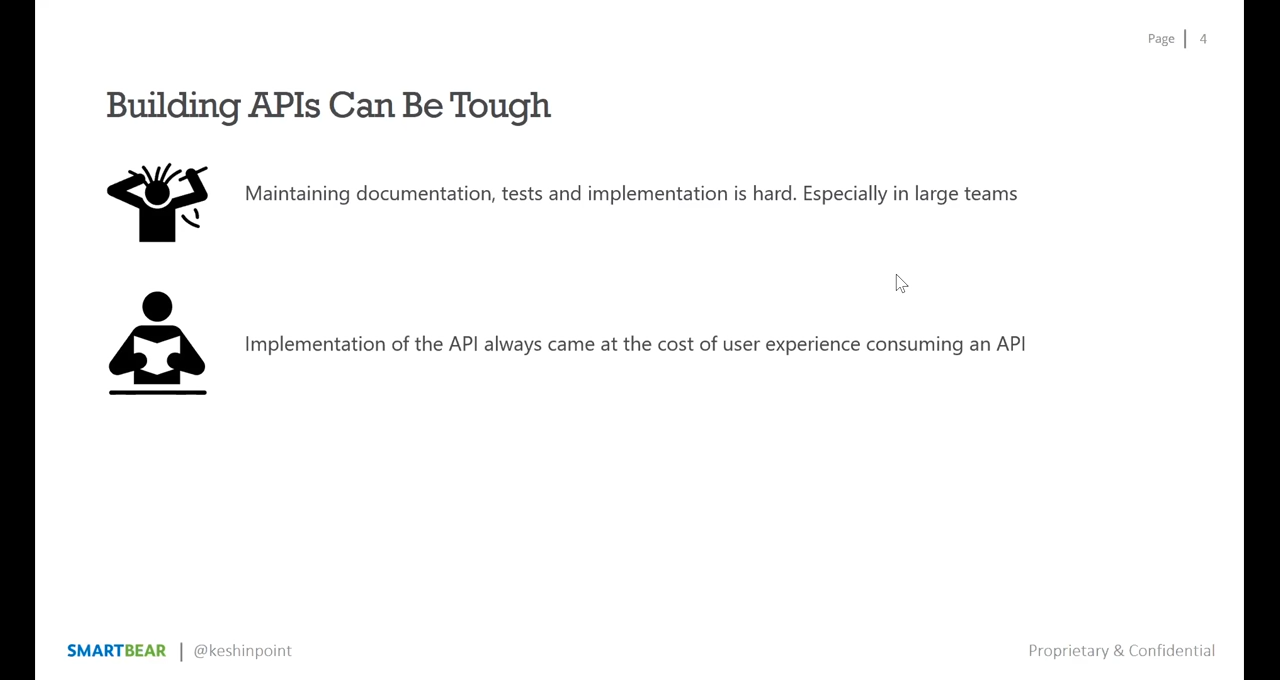 Page | 4
Building APIs Can Be Tough
Maintaining documentation, tests and implementation is hard. Especially in large teams
Implementation of the API always came at the cost of user experience consuming an API
SMARTBEAR | @keshinpoint
Proprietary & Confidential